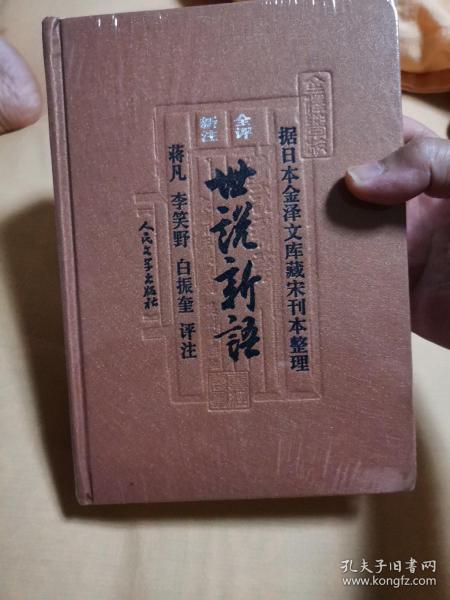 据日本金泽文库藏宋刊本整理
全评
新注
世說新語
蒋凡 李笑野 白振奎 评注
人民文学出版社
孔夫子旧书网
www.kongfz.com